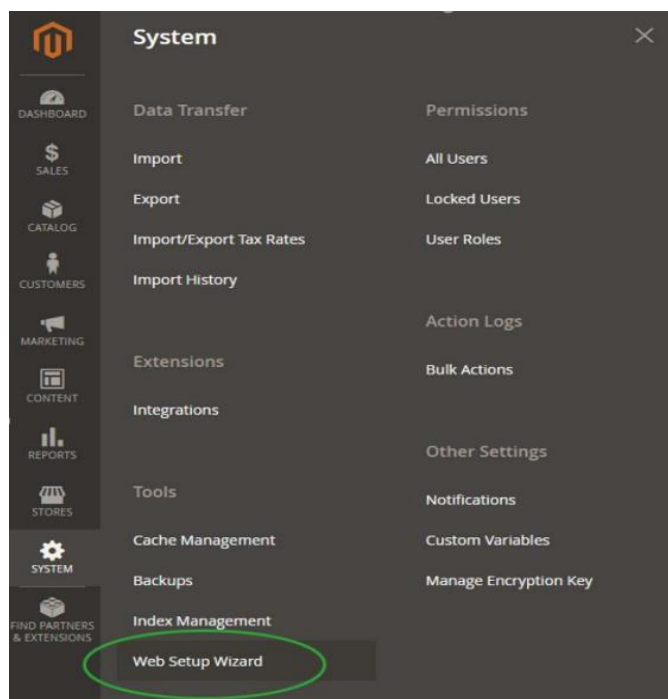 System
DASHBOARD
SALES
CATALOG
CUSTOMERS
MARKETING
CONTENT
REPORTS
STORES
SYSTEM
FIND PARTNERS
& EXTENSIONS
Data Transfer
Import
Export
Import/Export Tax Rates
Import History
Extensions
Integrations
Tools
Cache Management
Backups
Index Management
Web Setup Wizard
Permissions
All Users
Locked Users
User Roles
Action Logs
Bulk Actions
Other Settings
Notifications
Custom Variables
Manage Encryption Key